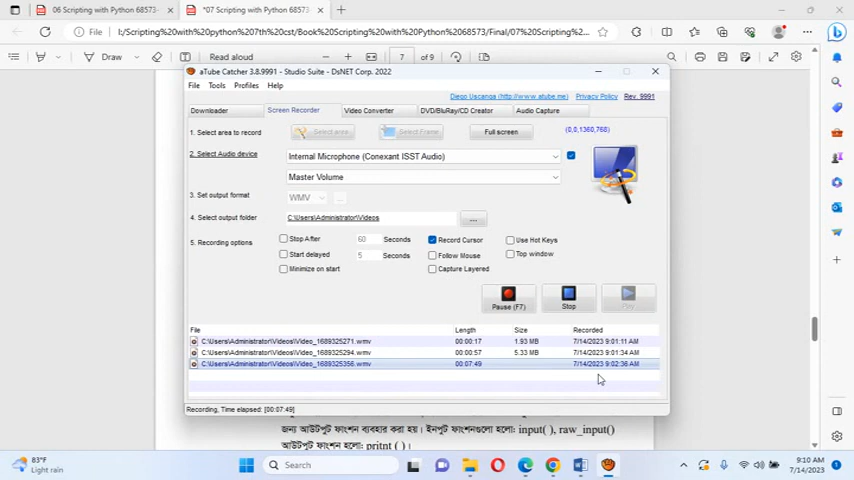 06 Scripting with Python 68573
*07 Scripting with Python 68573
File
I:/Scripting%20with%20python%207th%20cst/Book%20Scripting%20with%20Python%2068573/Final/07%20Scripting...
Draw
Read aloud
7 of 9
aTube Catcher 3.8.9991 - Studio Suite - DsNET Corp. 2022
File Tools Profiles Help
Diego Uscanga (http://www.atube.me) Privacy Policy Rev. 9991
Downloader Screen Recorder Video Converter DVD/BluRay/CD Creator Audio Capture
1. Select area to record Select area Select Frame Full screen (0,0,1360,768)
2. Select Audio device Internal Microphone (Conexant ISST Audio)
Master Volume
3. Set output format WMV ...
4. Select output folder C:\Users\Administrator\Videos ...
5. Recording options Stop After 60 Seconds Record Cursor Use Hot Keys
Start delayed 5 Seconds Follow Mouse Top window
Minimize on start Capture Layered
Pause (F7) Stop Play
File Length Size Recorded
C:\Users\Administrator\Videos\Video_1689325271.wmv 00:00:17 1.93 MB 7/14/2023 9:01:11 AM
C:\Users\Administrator\Videos\Video_1689325294.wmv 00:00:57 5.33 MB 7/14/2023 9:01:34 AM
C:\Users\Administrator\Videos\Video_1689325356.wmv 00:07:49 7/14/2023 9:02:36 AM
Recording, Time elapsed: [00:07:49]
জন্য আউটপুট ফাংশন ব্যবহার করা হয়। ইনপুট ফাংশনগুলো হলো: input( ), raw_input()
আউটপুট ফাংশন হলো: pritnt ( )।
83°F
Light rain
Search
9:10 AM
7/14/2023